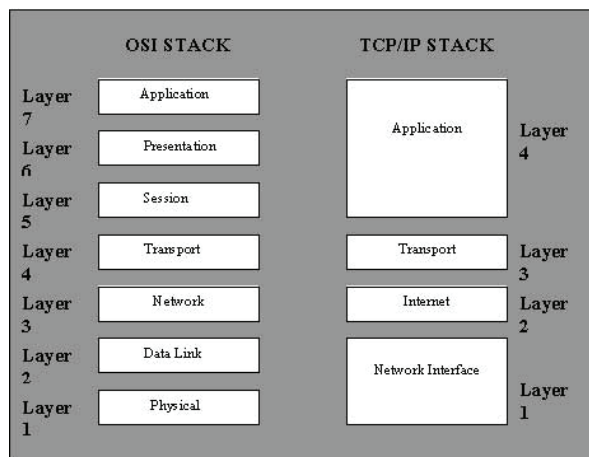 OSI STACK
TCP/IP STACK
Layer
7
Application
Layer
6
Presentation
Layer
5
Session
Layer
4
Transport
Layer
3
Network
Layer
2
Data Link
Layer
1
Physical
Application
Layer
4
Transport
Layer
3
Internet
Layer
2
Network Interface
Layer
1